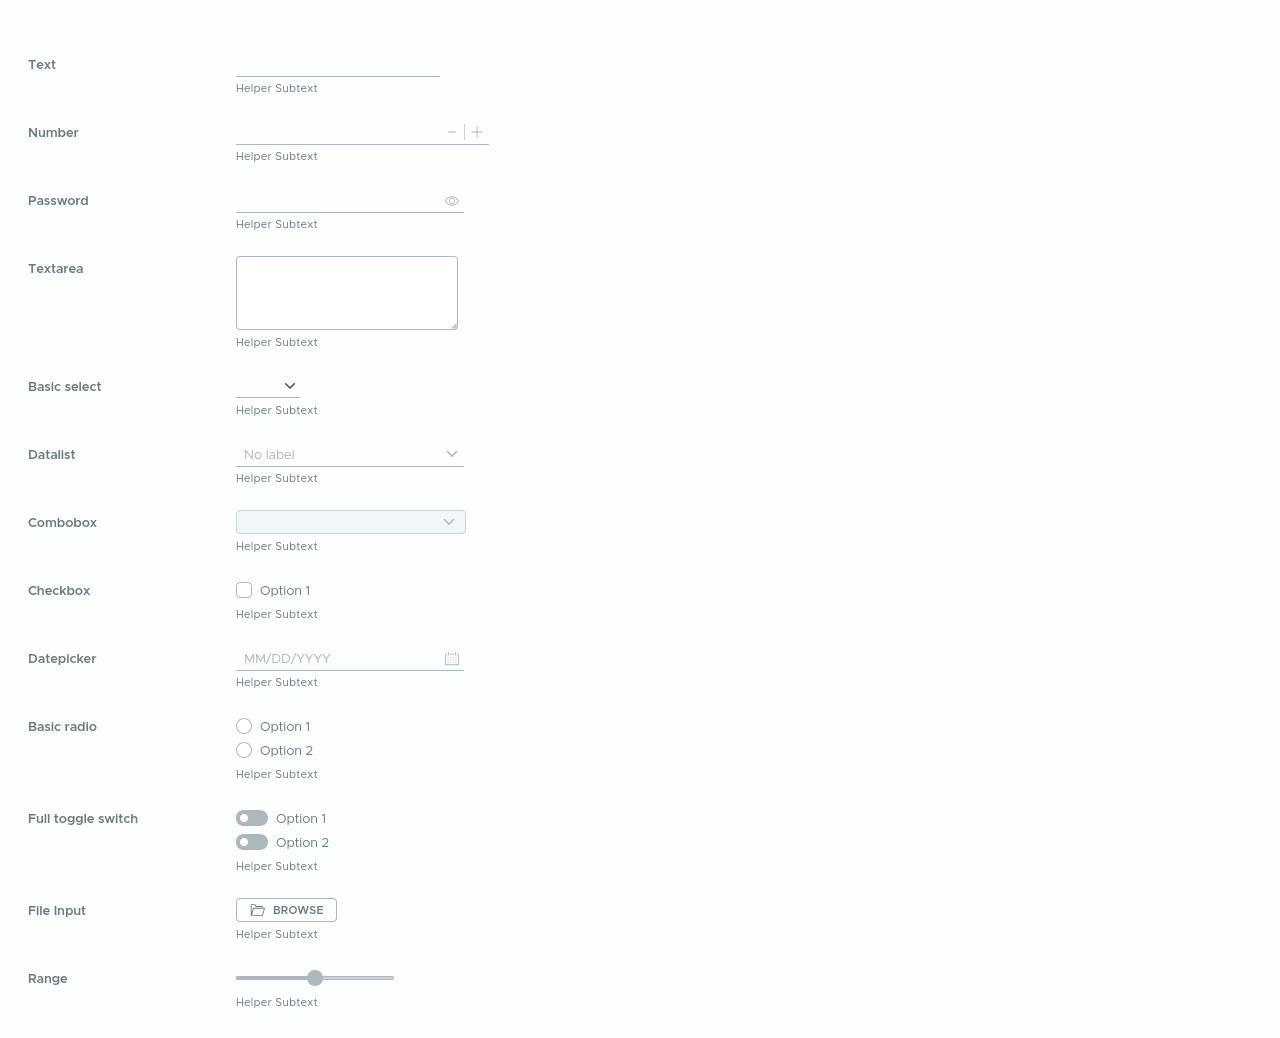 Text
Helper Subtext
Number
Helper Subtext
Password
Helper Subtext
Textarea
Helper Subtext
Basic select
Helper Subtext
Datalist No label
Helper Subtext
Combobox
Helper Subtext
Checkbox Option 1
Helper Subtext
Datepicker MM/DD/YYYY
Helper Subtext
Basic radio Option 1
Option 2
Helper Subtext
Full toggle switch Option 1
Option 2
Helper Subtext
File Input BROWSE
Helper Subtext
Range
Helper Subtext